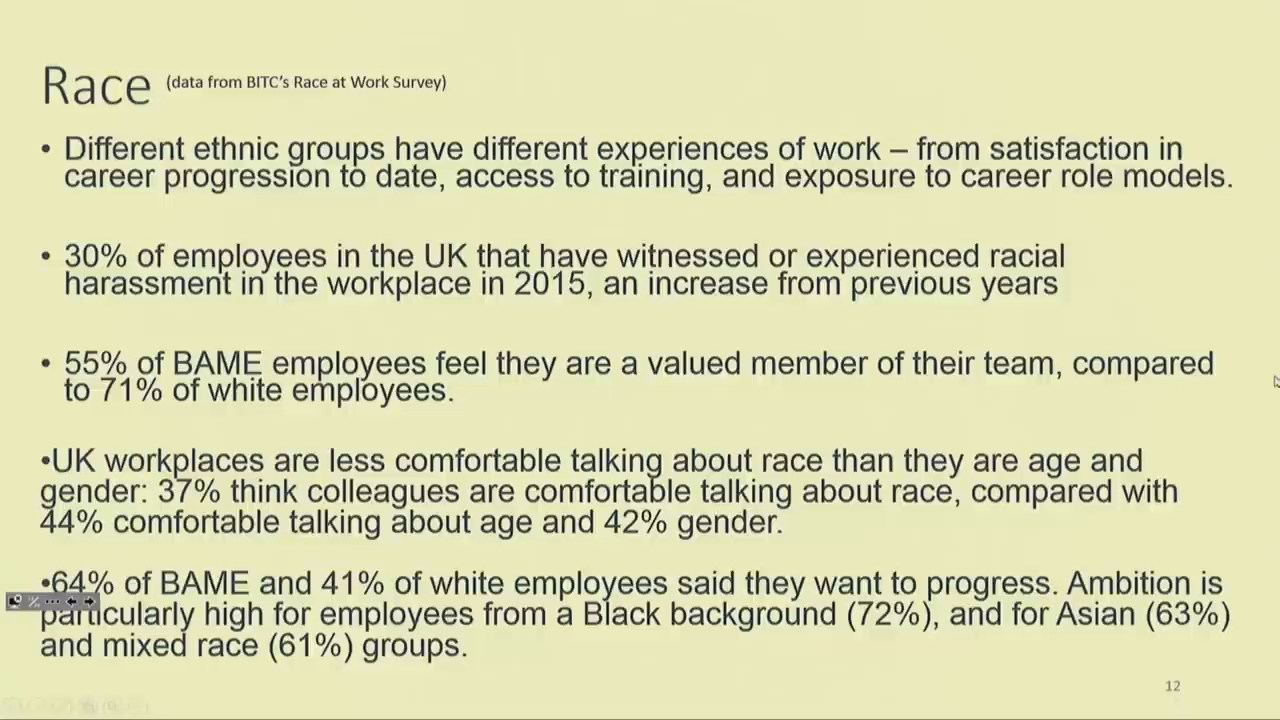 Race (data from BITC's Race at Work Survey)
• Different ethnic groups have different experiences of work – from satisfaction in
career progression to date, access to training, and exposure to career role models.
• 30% of employees in the UK that have witnessed or experienced racial
harassment in the workplace in 2015, an increase from previous years
• 55% of BAME employees feel they are a valued member of their team, compared
to 71% of white employees.
•UK workplaces are less comfortable talking about race than they are age and
gender: 37% think colleagues are comfortable talking about race, compared with
44% comfortable talking about age and 42% gender.
•64% of BAME and 41% of white employees said they want to progress. Ambition is
particularly high for employees from a Black background (72%), and for Asian (63%)
and mixed race (61%) groups.
12